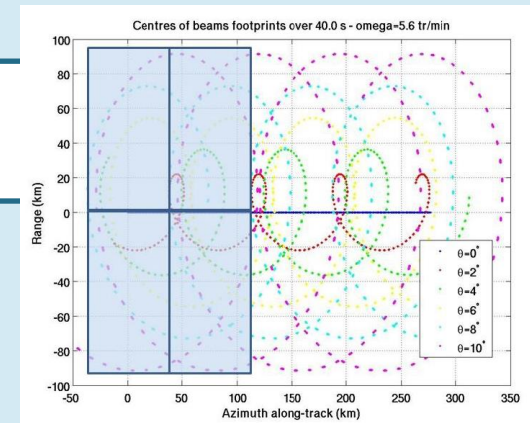 Centres of beams footprints over 40.0 s - omega=5.6 tr/min
100
80
60
40
20
0
-20
-40
-60
-80
-100
Range (km)
-50 0 50 100 150 200 250 300 350
Azimuth along-track (km)
θ=0°
θ=2°
θ=4°
θ=6°
θ=8°
θ=10°